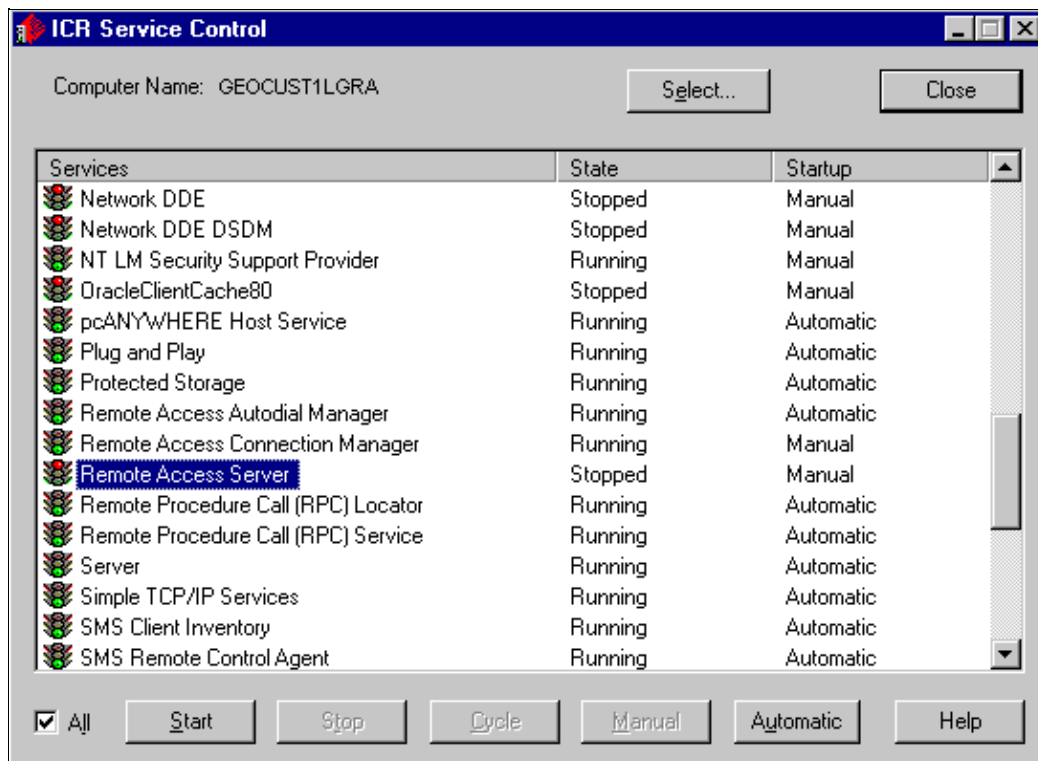 ICR Service Control
Computer Name: GEOCUST1LGRA Select... Close
Services State Startup
Network DDE Stopped Manual
Network DDE DSDM Stopped Manual
NT LM Security Support Provider Running Manual
OracleClientCache80 Stopped Manual
pcANYWHERE Host Service Running Automatic
Plug and Play Running Automatic
Protected Storage Running Automatic
Remote Access Autodial Manager Running Automatic
Remote Access Connection Manager Running Manual
Remote Access Server Stopped Manual
Remote Procedure Call (RPC) Locator Running Automatic
Remote Procedure Call (RPC) Service Running Automatic
Server Running Automatic
Simple TCP/IP Services Running Automatic
SMS Client Inventory Running Automatic
SMS Remote Control Agent Running Automatic
All Start Stop Cycle Manual Automatic Help